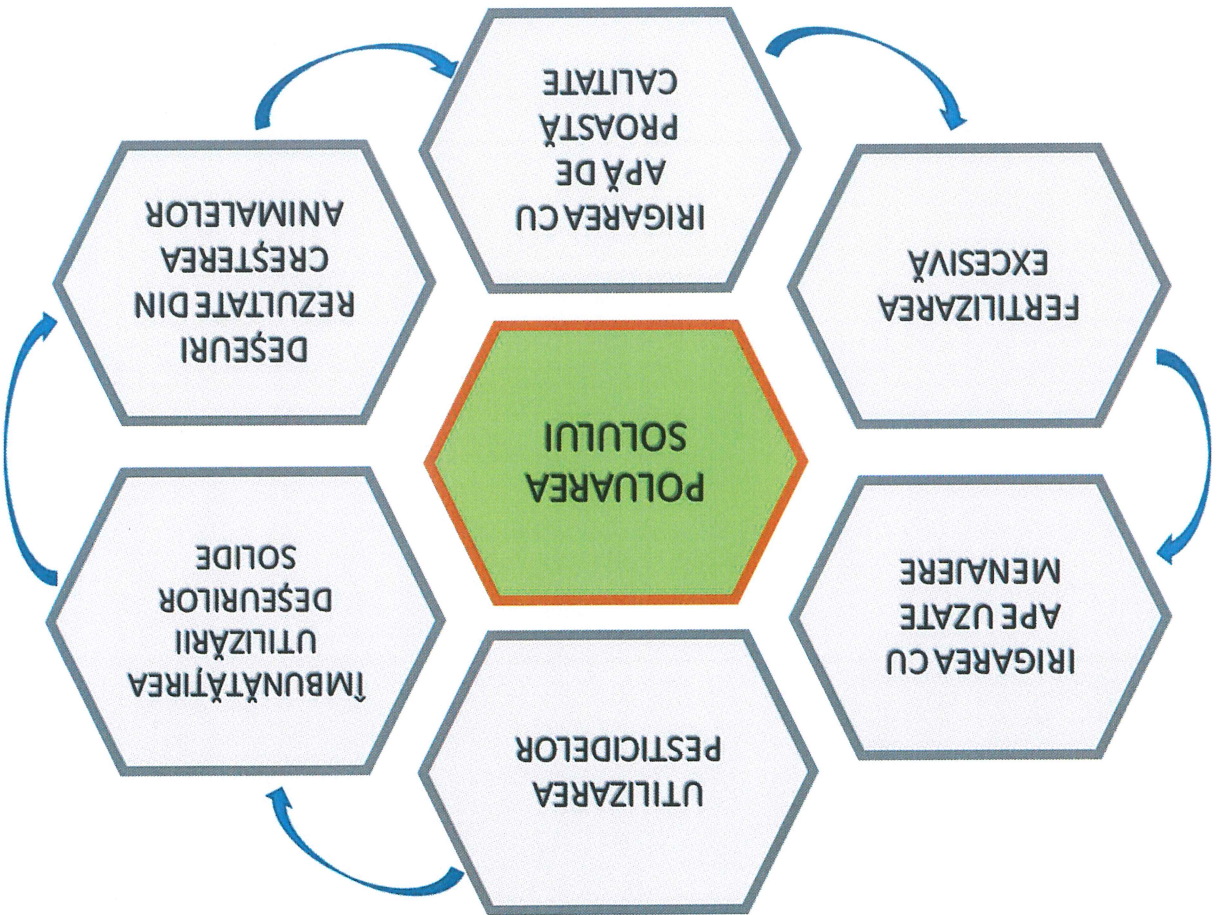 UTILIZAREA
PESTICIDELOR
ÎMBUNĂTĂȚIREA
UTILIZĂRII
DEȘEURILOR
SOLIDE
DEȘEURI
REZULTATE DIN
CREȘTEREA
ANIMALELOR
IRIGAREA CU
APĂ DE
PROASTĂ
CALITATE
FERTILIZAREA
EXCESIVĂ
IRIGAREA CU
APE UZATE
MENAJERE
POLUAREA
SOLULUI